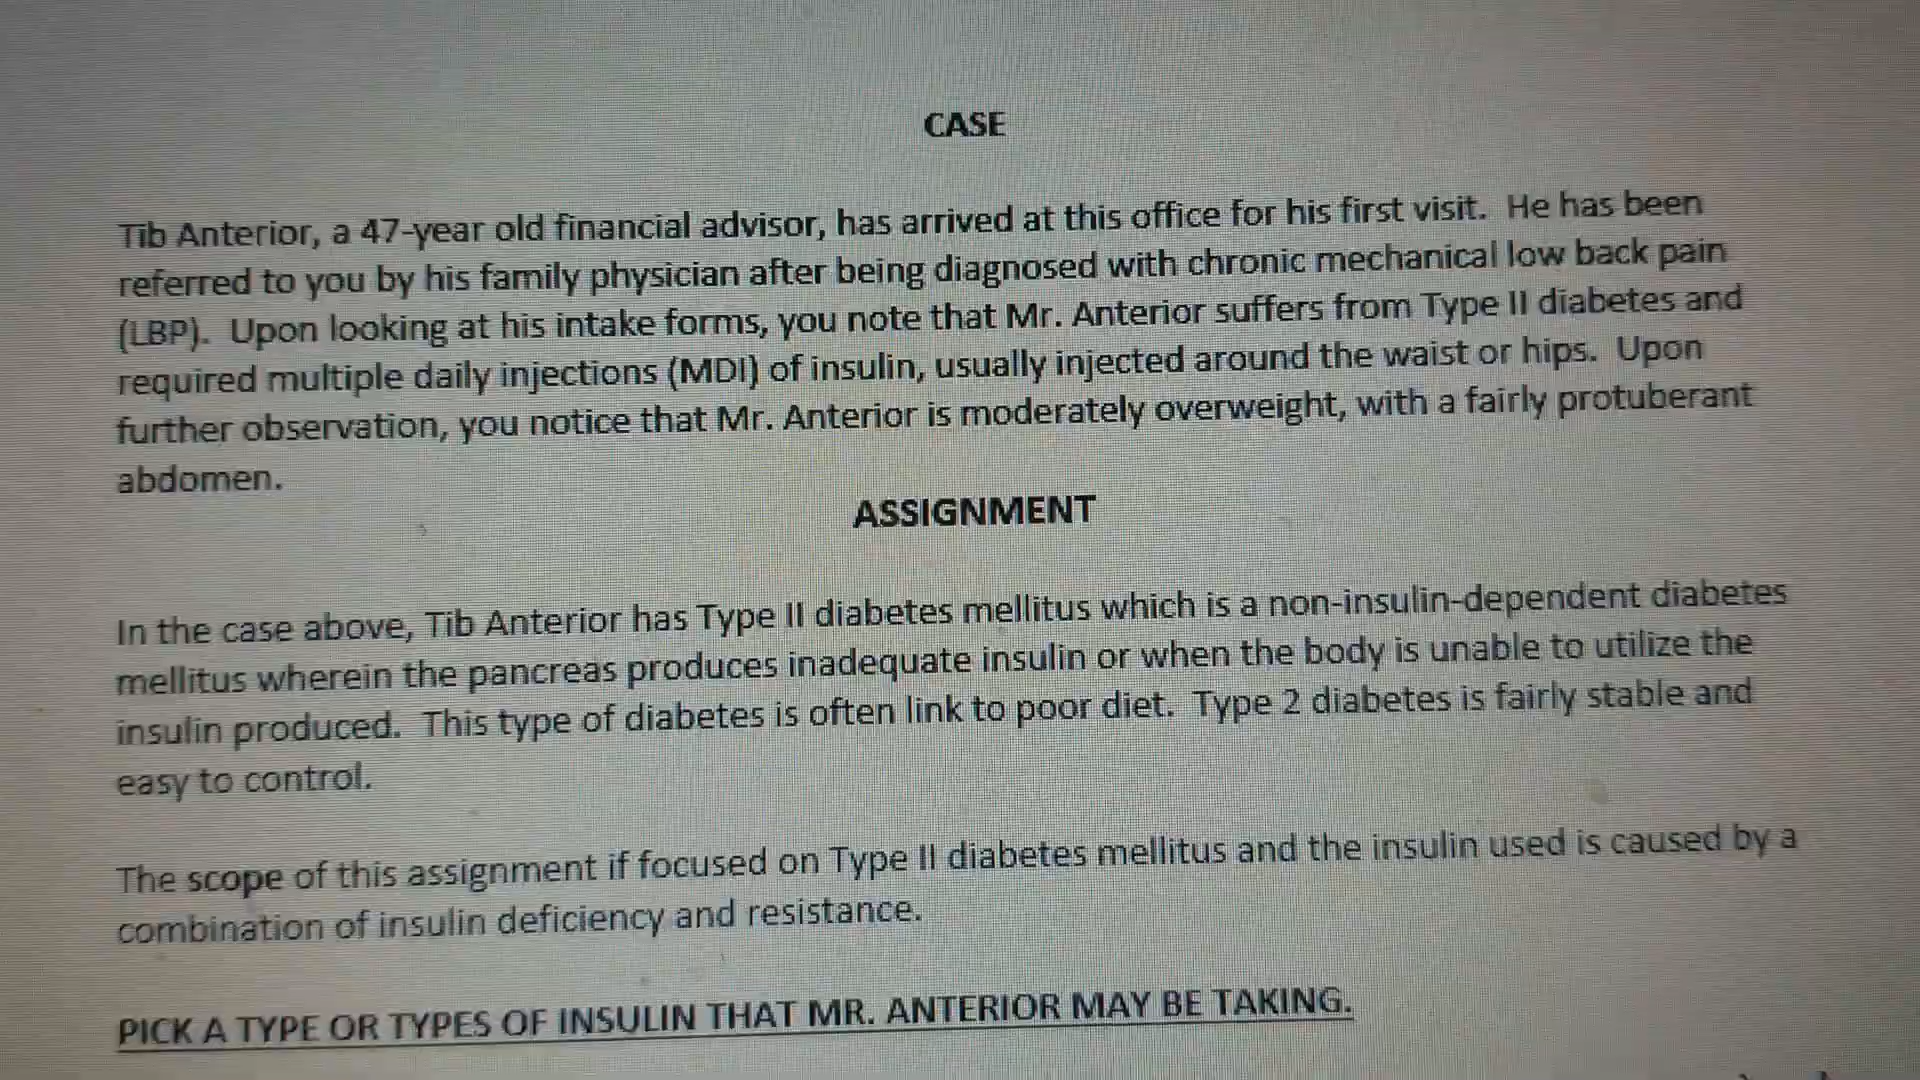 CASE
Tib Anterior, a 47-year old financial advisor, has arrived at this office for his first visit.  He has been
referred to you by his family physician after being diagnosed with chronic mechanical low back pain
(LBP).  Upon looking at his intake forms, you note that Mr. Anterior suffers from Type II diabetes and
required multiple daily injections (MDI) of insulin, usually injected around the waist or hips.  Upon
further observation, you notice that Mr. Anterior is moderately overweight, with a fairly protuberant
abdomen.
ASSIGNMENT
In the case above, Tib Anterior has Type II diabetes mellitus which is a non-insulin-dependent diabetes
mellitus wherein the pancreas produces inadequate insulin or when the body is unable to utilize the
insulin produced.  This type of diabetes is often link to poor diet.  Type 2 diabetes is fairly stable and
easy to control.
The scope of this assignment if focused on Type II diabetes mellitus and the insulin used is caused by a
combination of insulin deficiency and resistance.
PICK A TYPE OR TYPES OF INSULIN THAT MR. ANTERIOR MAY BE TAKING.